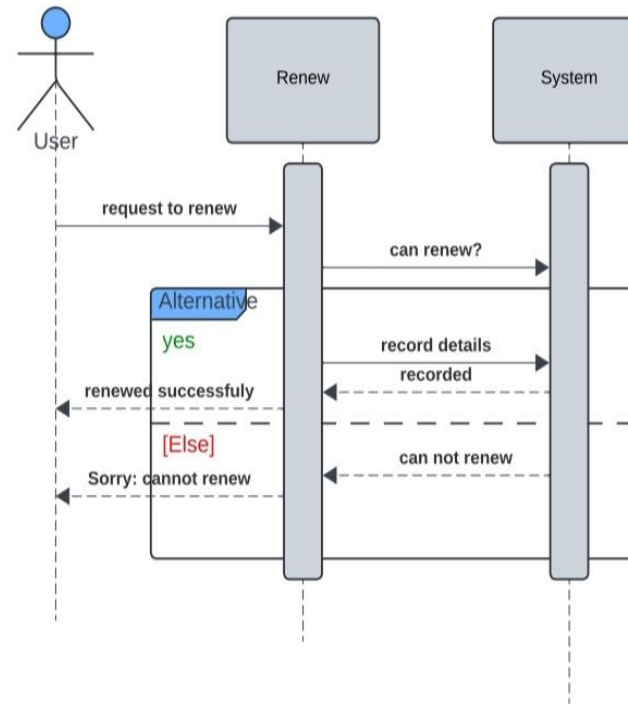 Renew
System
User
request to renew
can renew?
Alternative
yes
record details
recorded
renewed successfuly
[Else]
can not renew
Sorry: cannot renew